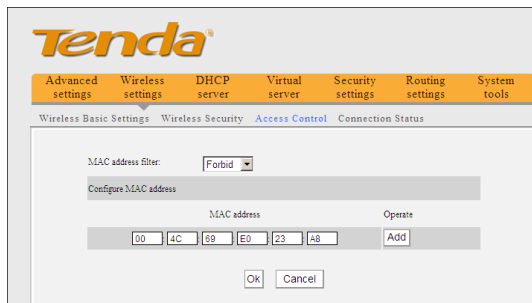 Tenda
Advanced settings Wireless settings DHCP server Virtual server Security settings Routing settings System tools
Wireless Basic Settings Wireless Security Access Control Connection Status
MAC address filter: Forbid
Configure MAC address
MAC address Operate
00 : 4C : 69 : E0 : 23 : A8 Add
Ok Cancel